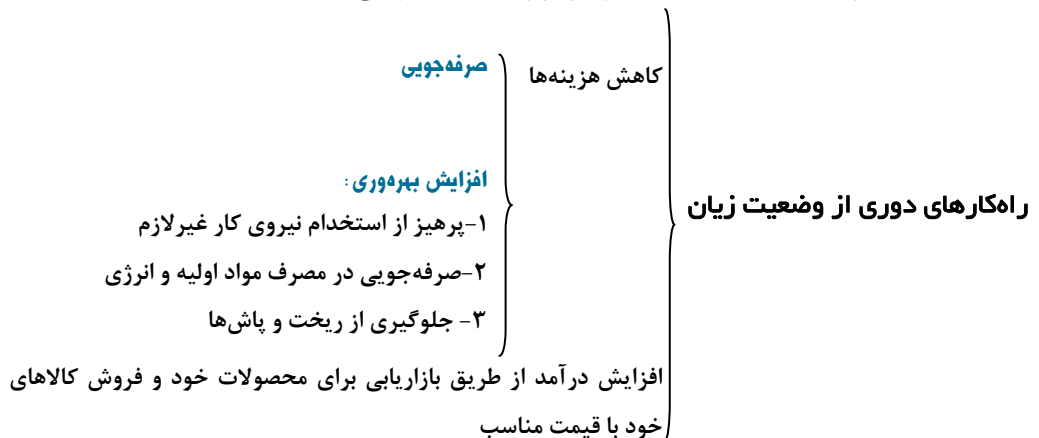 راه‌کارهای دوری از وضعیت زیان
کاهش هزینه‌ها
صرفه‌جویی
افزایش بهره‌وری:
۱-پرهیز از استخدام نیروی کار غیرلازم
۲-صرفه‌جویی در مصرف مواد اولیه و انرژی
۳- جلوگیری از ریخت و پاش‌ها
افزایش درآمد از طریق بازاریابی برای محصولات خود و فروش کالاهای
خود با قیمت مناسب